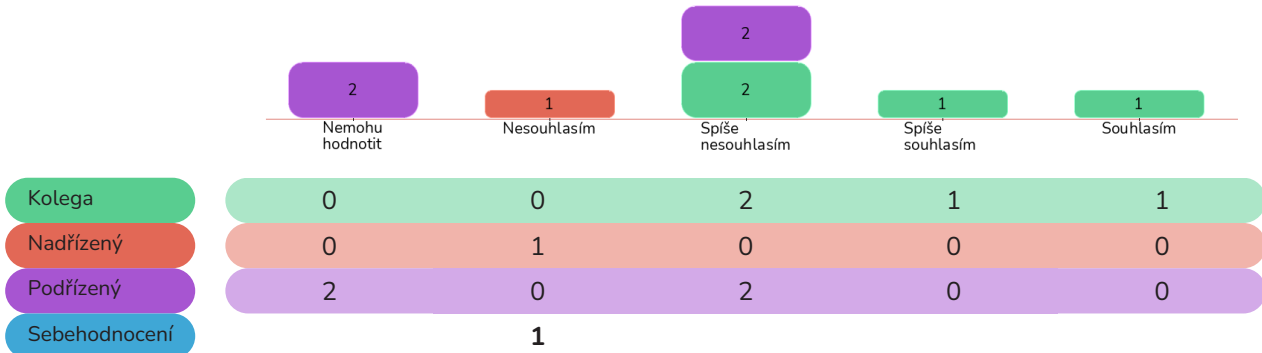 2
2
2
1
2
1
1
Nemohu
hodnotit
Nesouhlasím
Spíše
nesouhlasím
Spíše
souhlasím
Souhlasím
Kolega 0 0 2 1 1
Nadřízený 0 1 0 0 0
Podřízený 2 0 2 0 0
Sebehodnocení 1